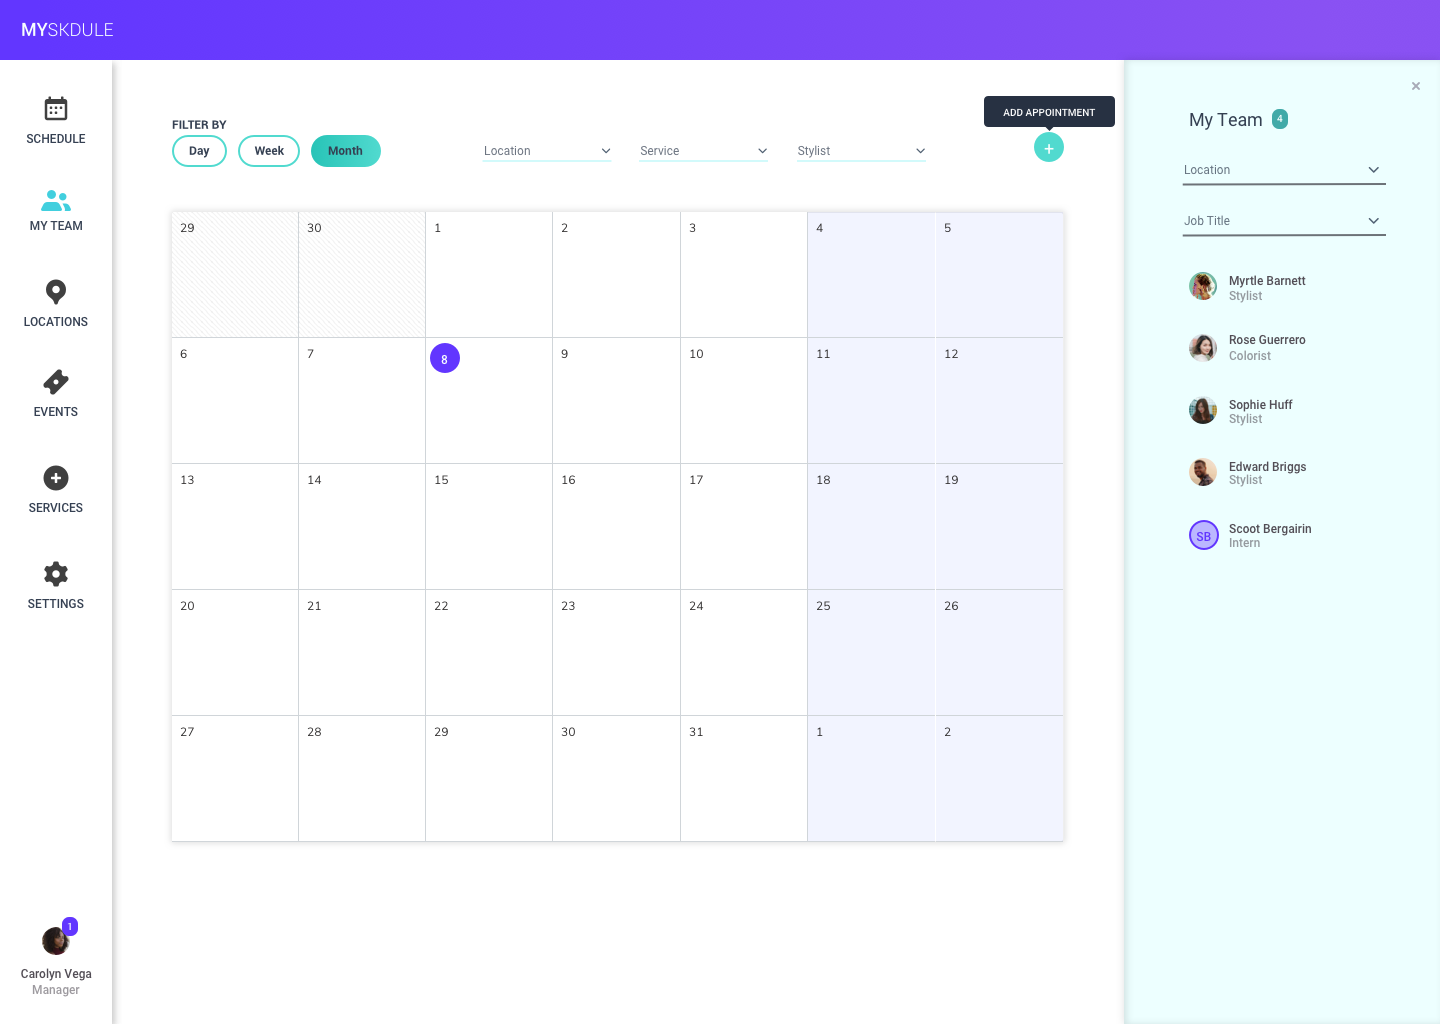 MYSKDULE
SCHEDULE
MY TEAM
LOCATIONS
EVENTS
SERVICES
SETTINGS
1
Carolyn Vega
Manager
FILTER BY
Day Week Month
Location Service Stylist
ADD APPOINTMENT
+
29 30 1 2 3 4 5
6 7 8 9 10 11 12
13 14 15 16 17 18 19
20 21 22 23 24 25 26
27 28 29 30 31 1 2
×
My Team 4
Location
Job Title
Myrtle Barnett
Stylist
Rose Guerrero
Colorist
Sophie Huff
Stylist
Edward Briggs
Stylist
SB
Scoot Bergairin
Intern